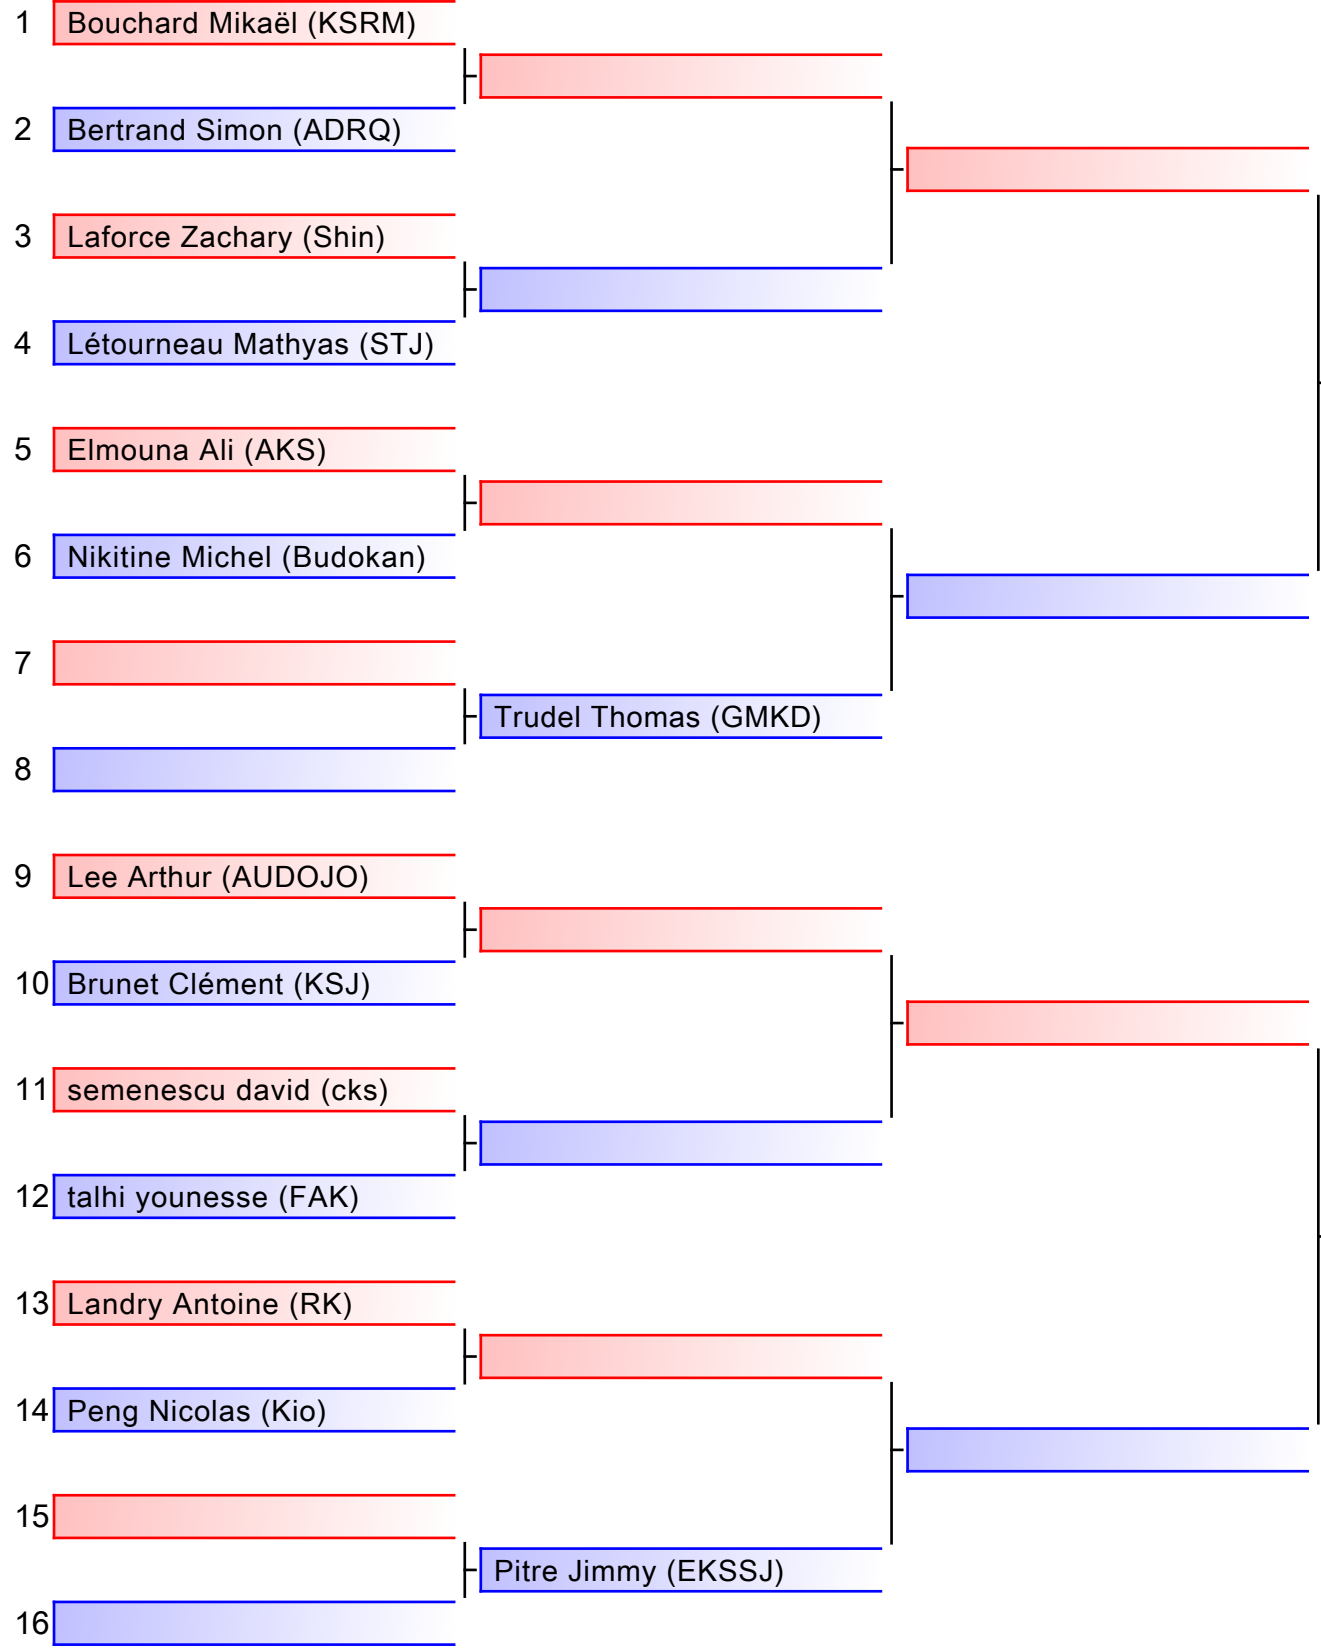 1 Bouchard Mikaël (KSRM)
2 Bertrand Simon (ADRQ)
3 Laforce Zachary (Shin)
4 Létourneau Mathyas (STJ)
5 Elmouna Ali (AKS)
6 Nikitine Michel (Budokan)
7
Trudel Thomas (GMKD)
8
9 Lee Arthur (AUDOJO)
10 Brunet Clément (KSJ)
11 semenescu david (cks)
12 talhi younesse (FAK)
13 Landry Antoine (RK)
14 Peng Nicolas (Kio)
15
Pitre Jimmy (EKSSJ)
16